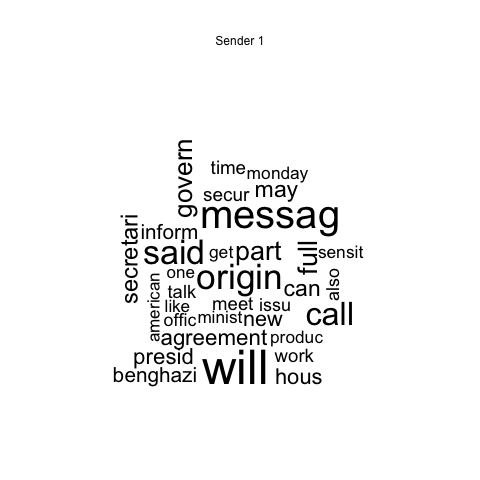 Sender 1
govern
time monday
secur may
messag
secretari
inform
said get part full sensit
one origin can also
american
talk
like meet issu
offic minist new call
agreement produc
presid work
benghazi will hous